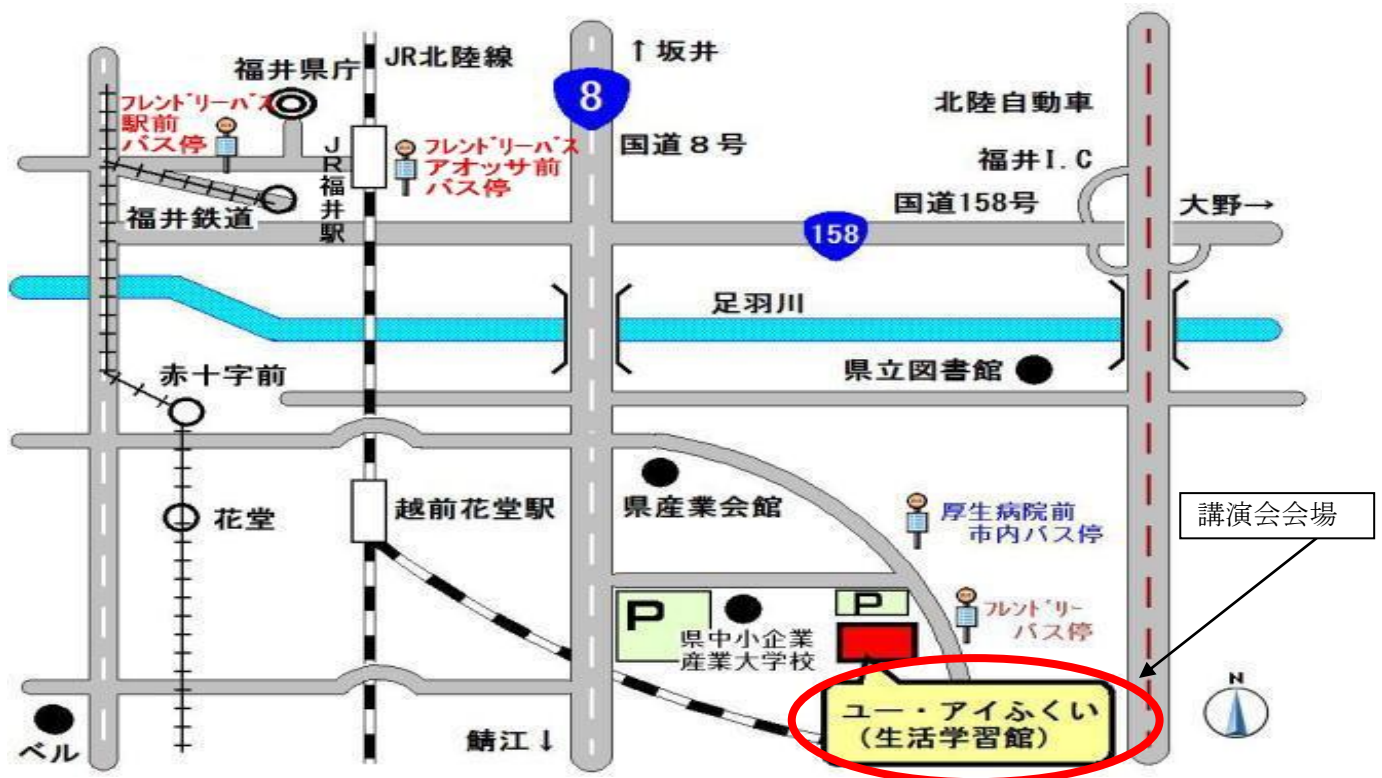 JR北陸線
↑坂井
福井県庁
8
北陸自動車
フレンドリーバス
駅前
バス停
JR福井駅
フレンドリーバス
アオッサ前
バス停
国道8号
福井I.C
国道158号
大野→
福井鉄道
158
足羽川
赤十字前
県立図書館
花堂
越前花堂駅
県産業会館
厚生病院前
市内バス停
講演会会場
P
県中小企業
産業大学校
P
フレンドリー
バス停
ユー・アイふくい
(生活学習館)
N
ベル
鯖江↓